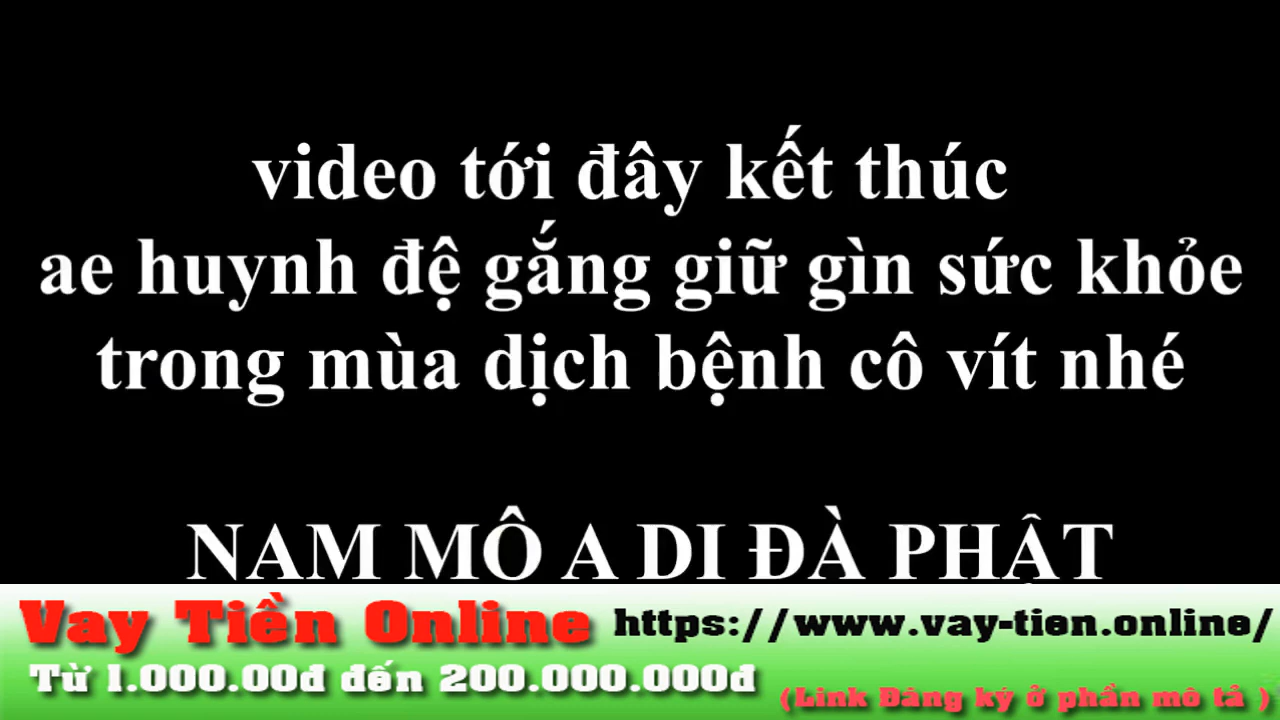 video tới đây kết thúc
ae huynh đệ gắng giữ gìn sức khỏe
trong mùa dịch bệnh cô vít nhé
NAM MÔ A DI ĐÀ PHẬT
Vay Tiền Online https://www.vay-tien.online/
Từ 1.000.00đ đến 200.000.000đ
(Link Đăng ký ở phần mô tả )